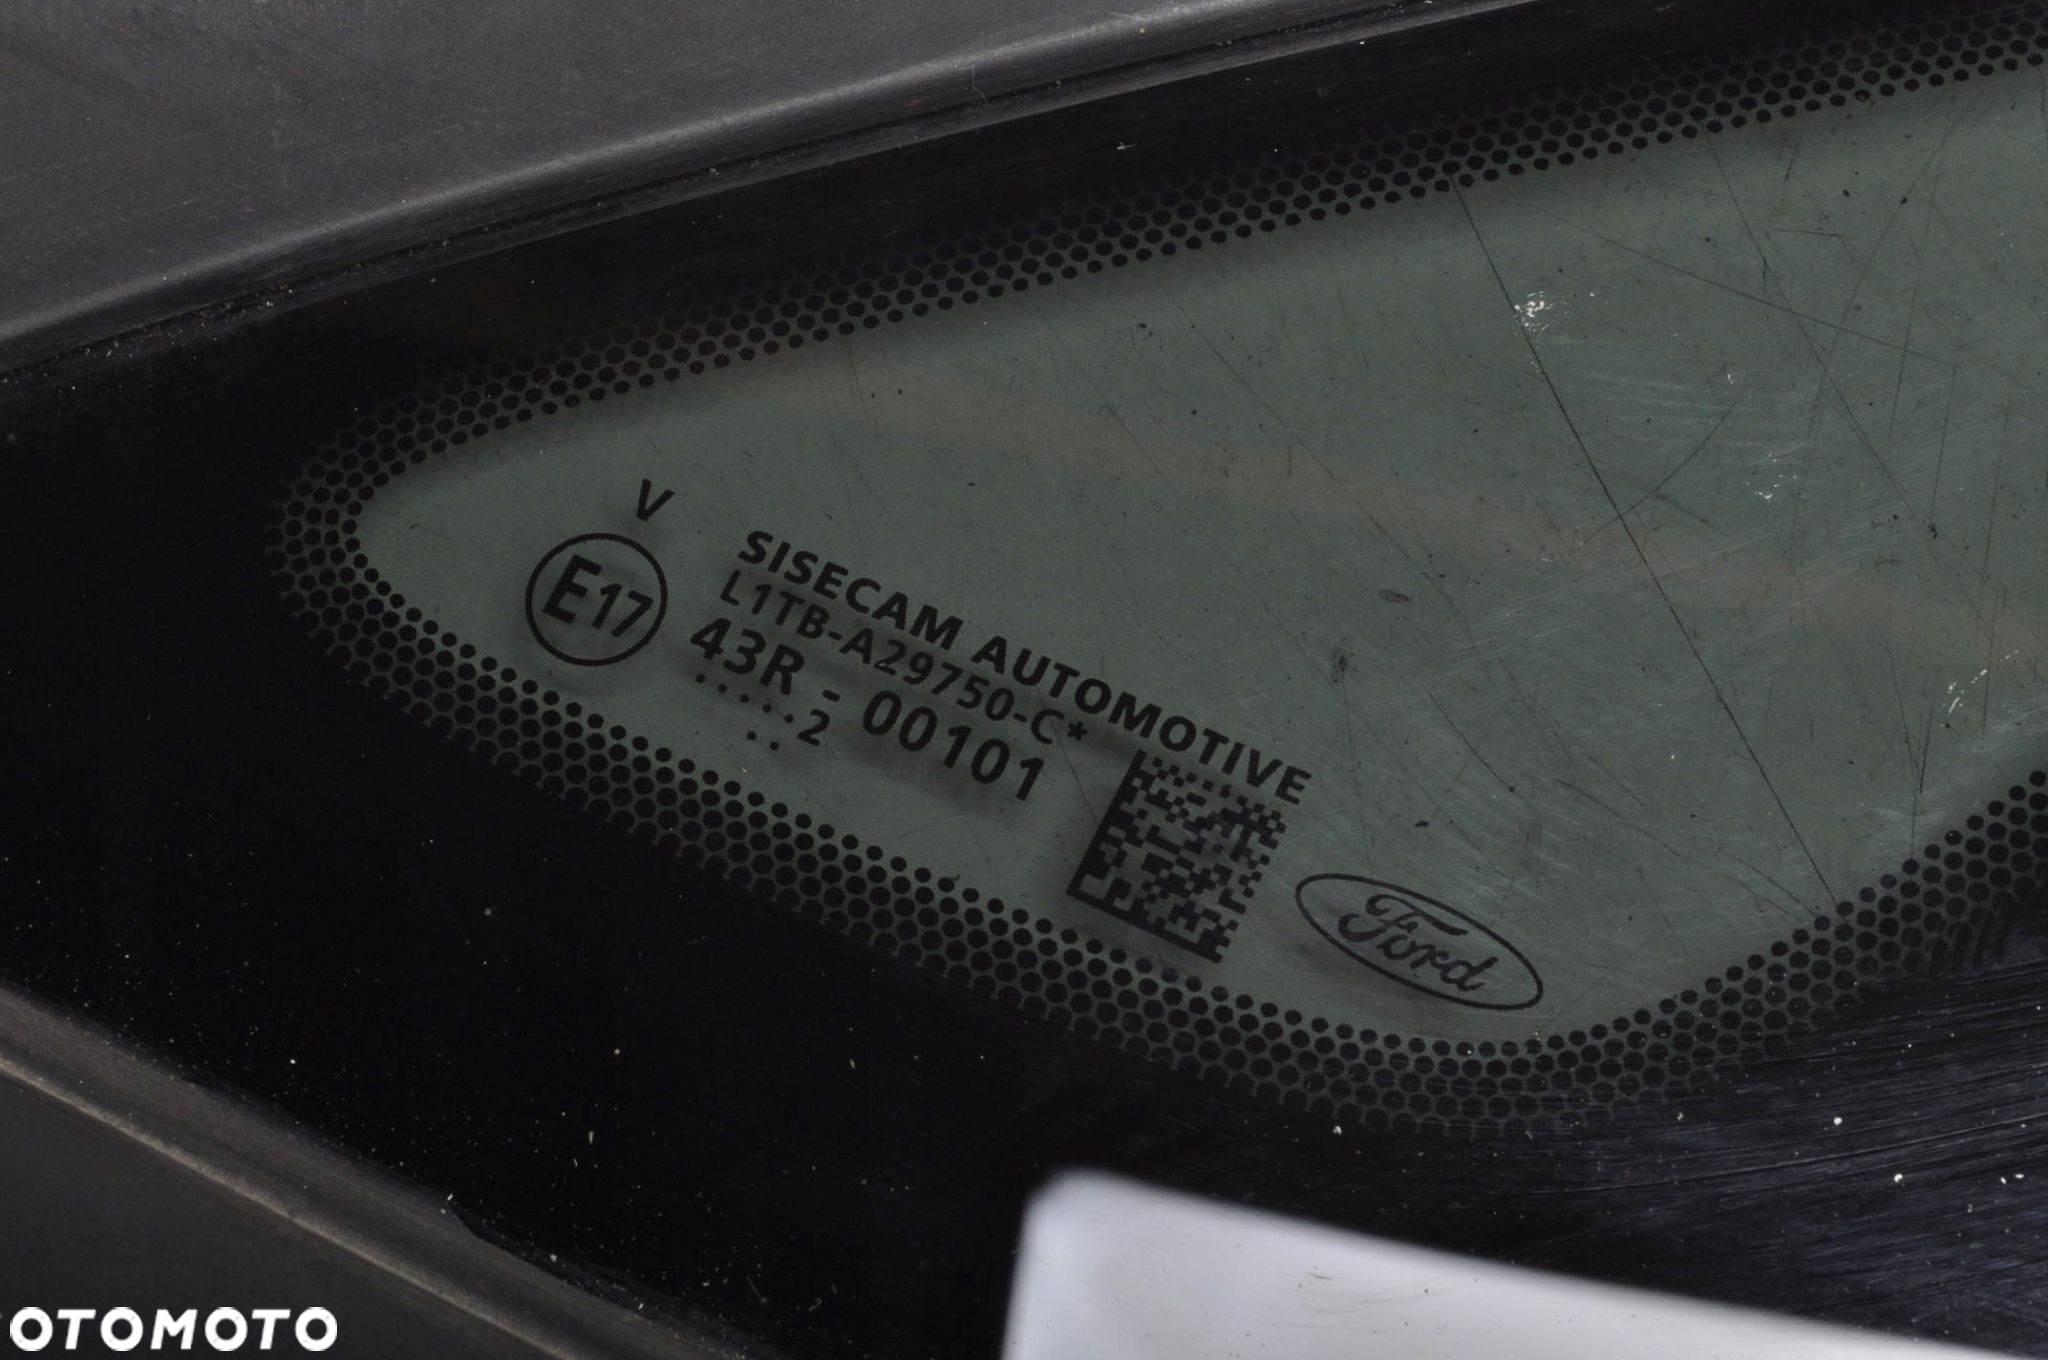 V
E17
SISECAM AUTOMOTIVE
L1TB-A29750-C*
43R - 00101
.....2
..
Ford
OTOMOTO